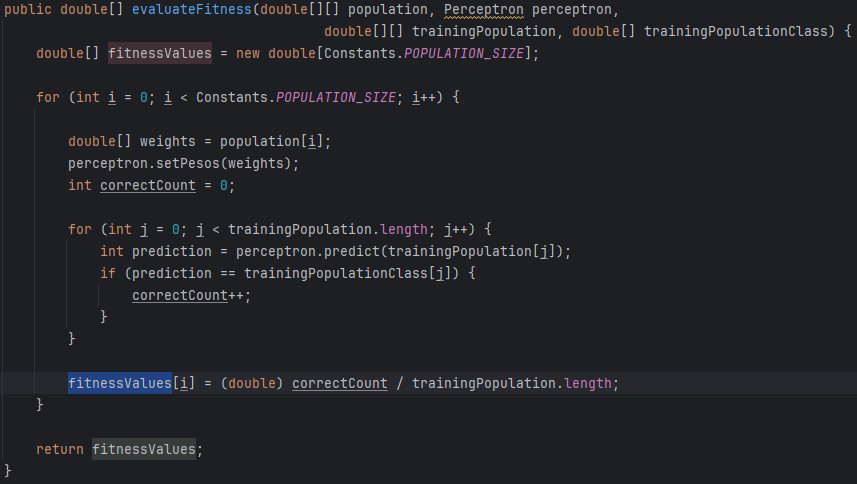 public double[] evaluateFitness(double[][] population, Perceptron perceptron,
                                double[][] trainingPopulation, double[] trainingPopulationClass) {
    double[] fitnessValues = new double[Constants.POPULATION_SIZE];

    for (int i = 0; i < Constants.POPULATION_SIZE; i++) {

        double[] weights = population[i];
        perceptron.setPesos(weights);
        int correctCount = 0;

        for (int j = 0; j < trainingPopulation.length; j++) {
            int prediction = perceptron.predict(trainingPopulation[j]);
            if (prediction == trainingPopulationClass[j]) {
                correctCount++;
            }
        }

        fitnessValues[i] = (double) correctCount / trainingPopulation.length;
    }

    return fitnessValues;
}